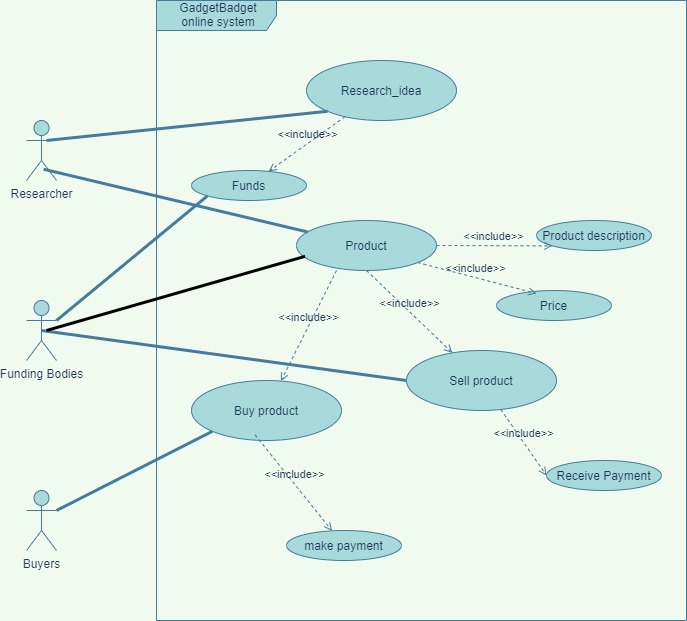 GadgetBadget
online system
Research_idea
<<include>>
Researcher
Funds
Product
<<include>>
Product description
<<include>>
Price
<<include>>
<<include>>
Funding Bodies
Sell product
Buy product
<<include>>
Receive Payment
<<include>>
make payment
Buyers